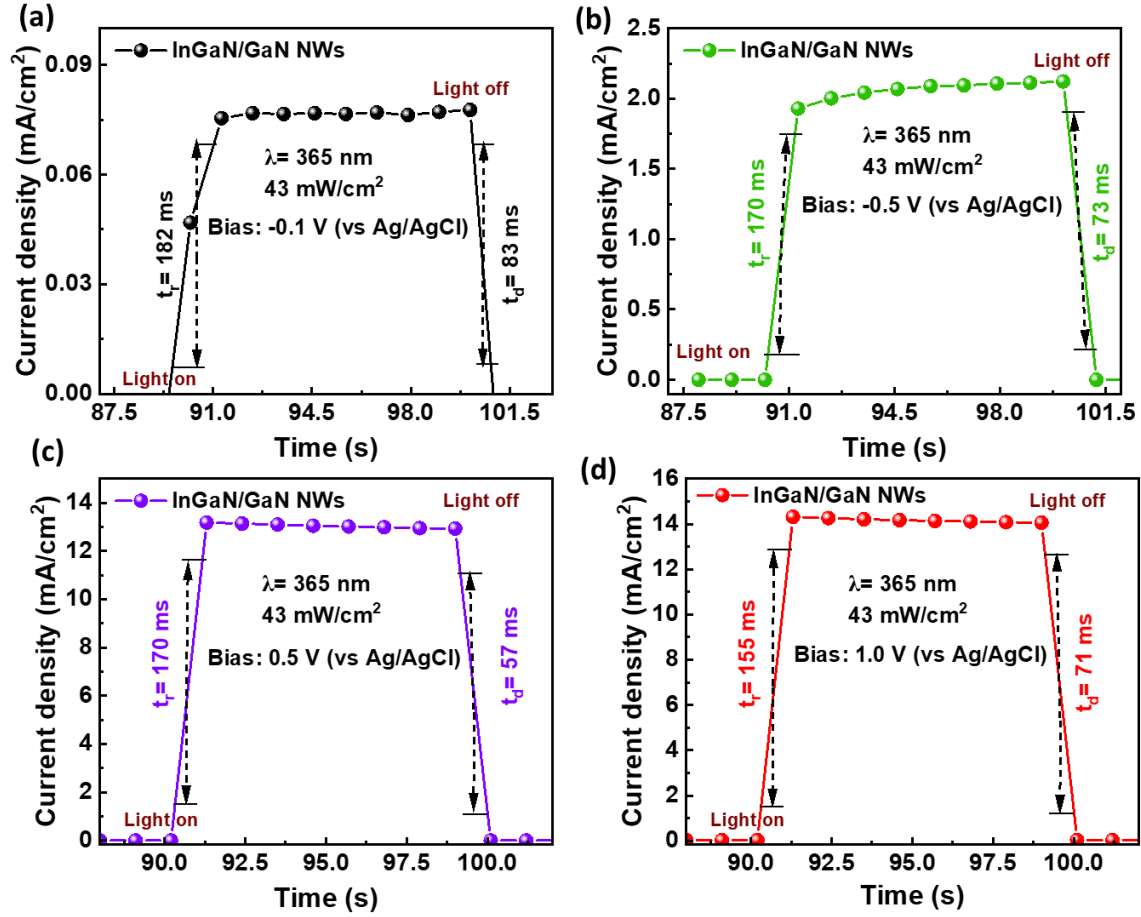 (a)
Current density (mA/cm²)
0.09
0.06
0.03
0.00
InGaN/GaN NWs
Light off
λ= 365 nm
43 mW/cm²
Bias: -0.1 V (vs Ag/AgCl)
tr= 182 ms
td= 83 ms
Light on
87.5 91.0 94.5 98.0 101.5
Time (s)
(b)
Current density (mA/cm²)
2.5
2.0
1.5
1.0
0.5
0.0
InGaN/GaN NWs
Light off
λ= 365 nm
43 mW/cm²
Bias: -0.5 V (vs Ag/AgCl)
tr= 170 ms
td= 73 ms
Light on
87.5 91.0 94.5 98.0 101.5
Time (s)
(c)
Current density (mA/cm²)
14
12
10
8
6
4
2
0
InGaN/GaN NWs
Light off
λ= 365 nm
43 mW/cm²
Bias: 0.5 V (vs Ag/AgCl)
tr= 170 ms
td= 57 ms
Light on
90.0 92.5 95.0 97.5 100.0
Time (s)
(d)
Current density (mA/cm²)
16
14
12
10
8
6
4
2
0
InGaN/GaN NWs
Light off
λ= 365 nm
43 mW/cm²
Bias: 1.0 V (vs Ag/AgCl)
tr= 155 ms
td= 71 ms
Light on
90.0 92.5 95.0 97.5 100.0
Time (s)